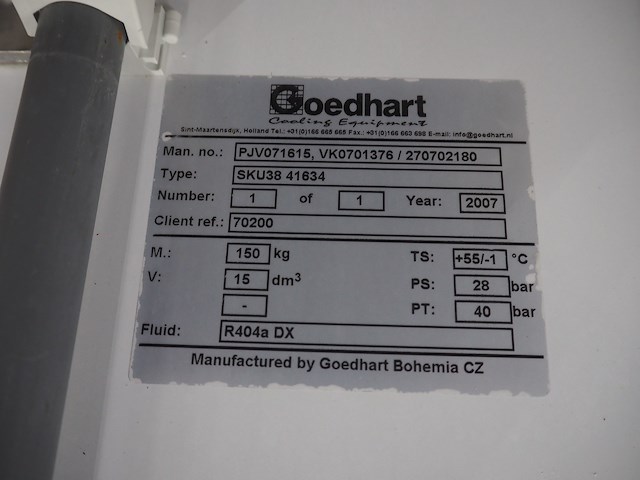 Goedhart
Cooling Equipment
Sint-Maartensdijk, Holland Tel.: +31(0)166 665 665 Fax.: +31(0)166 663 698 E-mail: info@goedhart.nl
Man. no.: PJV071615, VK0701376 / 270702180
Type: SKU38 41634
Number: 1 of 1 Year: 2007
Client ref.: 70200
M.: 150 kg TS: +55/-1 °C
V: 15 dm³ PS: 28 bar
- PT: 40 bar
Fluid: R404a DX
Manufactured by Goedhart Bohemia CZ